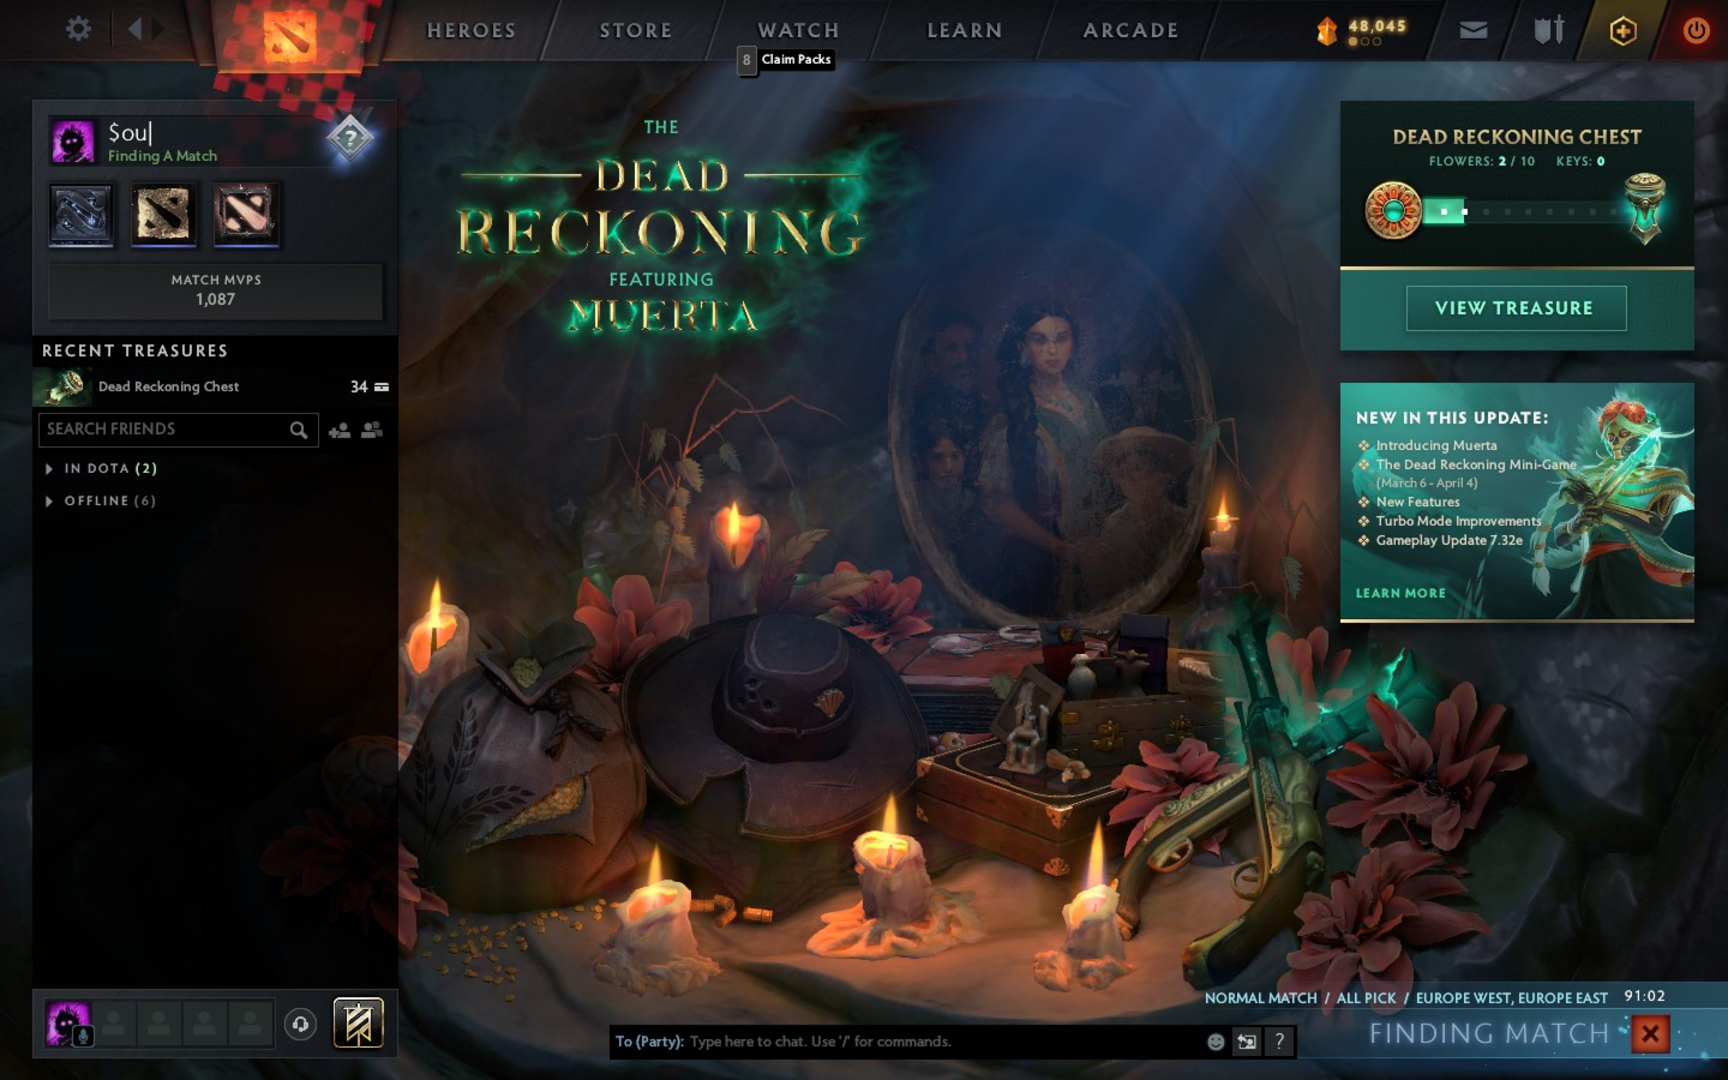 HEROES
STORE
WATCH
LEARN
ARCADE
48,045
8 Claim Packs
$ou|
Finding A Match
?
MATCH MVPS
1,087
RECENT TREASURES
Dead Reckoning Chest 34
SEARCH FRIENDS
IN DOTA (2)
OFFLINE (6)
THE
DEAD
RECKONING
FEATURING
MUERTA
DEAD RECKONING CHEST
FLOWERS: 2 / 10 KEYS: 0
VIEW TREASURE
NEW IN THIS UPDATE:
Introducing Muerta
The Dead Reckoning Mini-Game
(March 6 - April 4)
New Features
Turbo Mode Improvements
Gameplay Update 7.32e
LEARN MORE
NORMAL MATCH / ALL PICK / EUROPE WEST, EUROPE EAST 91:02
FINDING MATCH
To (Party): Type here to chat. Use '/' for commands.
?